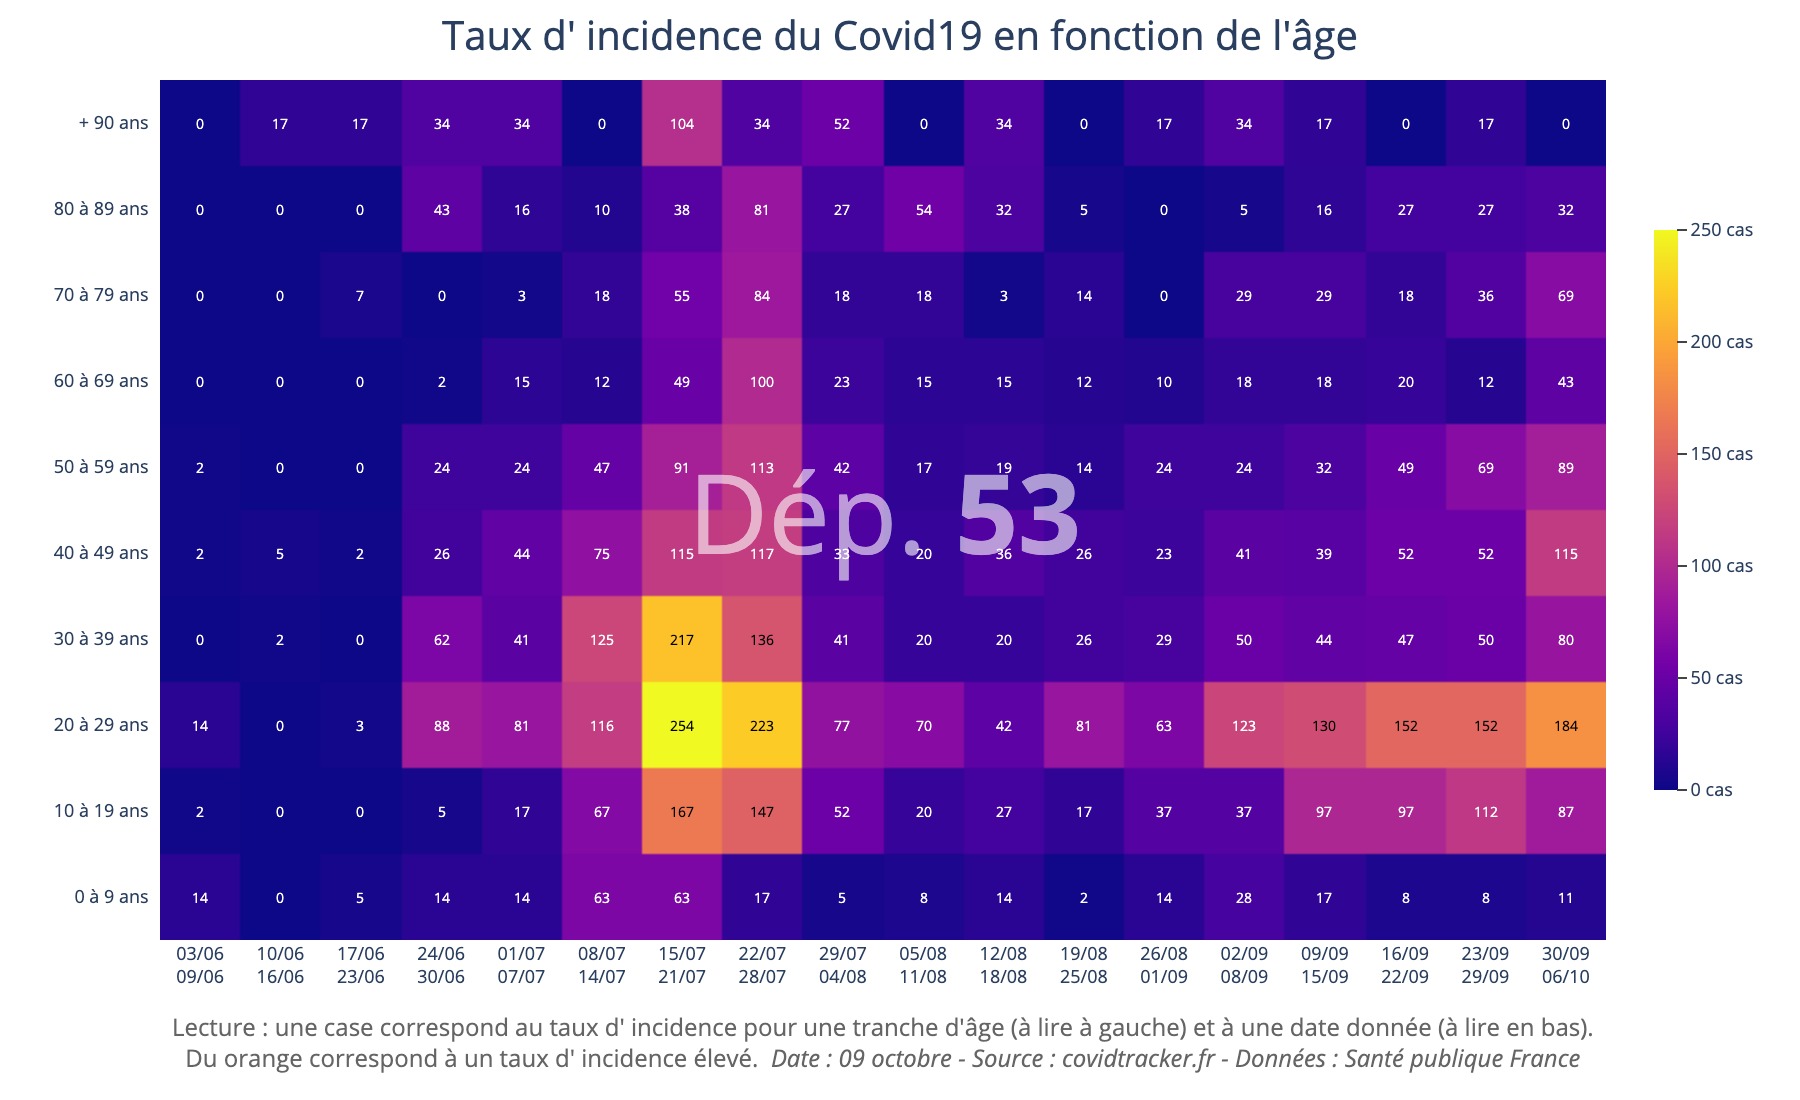 Taux d' incidence du Covid19 en fonction de l'âge
+ 90 ans 0 17 17 34 34 0 104 34 52 0 34 0 17 34 17 0 17 0
80 à 89 ans 0 0 0 43 16 10 38 81 27 54 32 5 0 5 16 27 27 32
70 à 79 ans 0 0 7 0 3 18 55 84 18 18 3 14 0 29 29 18 36 69
60 à 69 ans 0 0 0 2 15 12 49 100 23 15 15 12 10 18 18 20 12 43
50 à 59 ans 2 0 0 24 24 47 91 113 42 17 19 14 24 24 32 49 69 89
Dép. 53
40 à 49 ans 2 5 2 26 44 75 115 117 33 20 36 26 23 41 39 52 52 115
30 à 39 ans 0 2 0 62 41 125 217 136 41 20 20 26 29 50 44 47 50 80
20 à 29 ans 14 0 3 88 81 116 254 223 77 70 42 81 63 123 130 152 152 184
10 à 19 ans 2 0 0 5 17 67 167 147 52 20 27 17 37 37 97 97 112 87
0 à 9 ans 14 0 5 14 14 63 63 17 5 8 14 2 14 28 17 8 8 11
03/06 10/06 17/06 24/06 01/07 08/07 15/07 22/07 29/07 05/08 12/08 19/08 26/08 02/09 09/09 16/09 23/09 30/09
09/06 16/06 23/06 30/06 07/07 14/07 21/07 28/07 04/08 11/08 18/08 25/08 01/09 08/09 15/09 22/09 29/09 06/10
250 cas
200 cas
150 cas
100 cas
50 cas
0 cas
Lecture : une case correspond au taux d' incidence pour une tranche d'âge (à lire à gauche) et à une date donnée (à lire en bas).
Du orange correspond à un taux d' incidence élevé. Date : 09 octobre - Source : covidtracker.fr - Données : Santé publique France